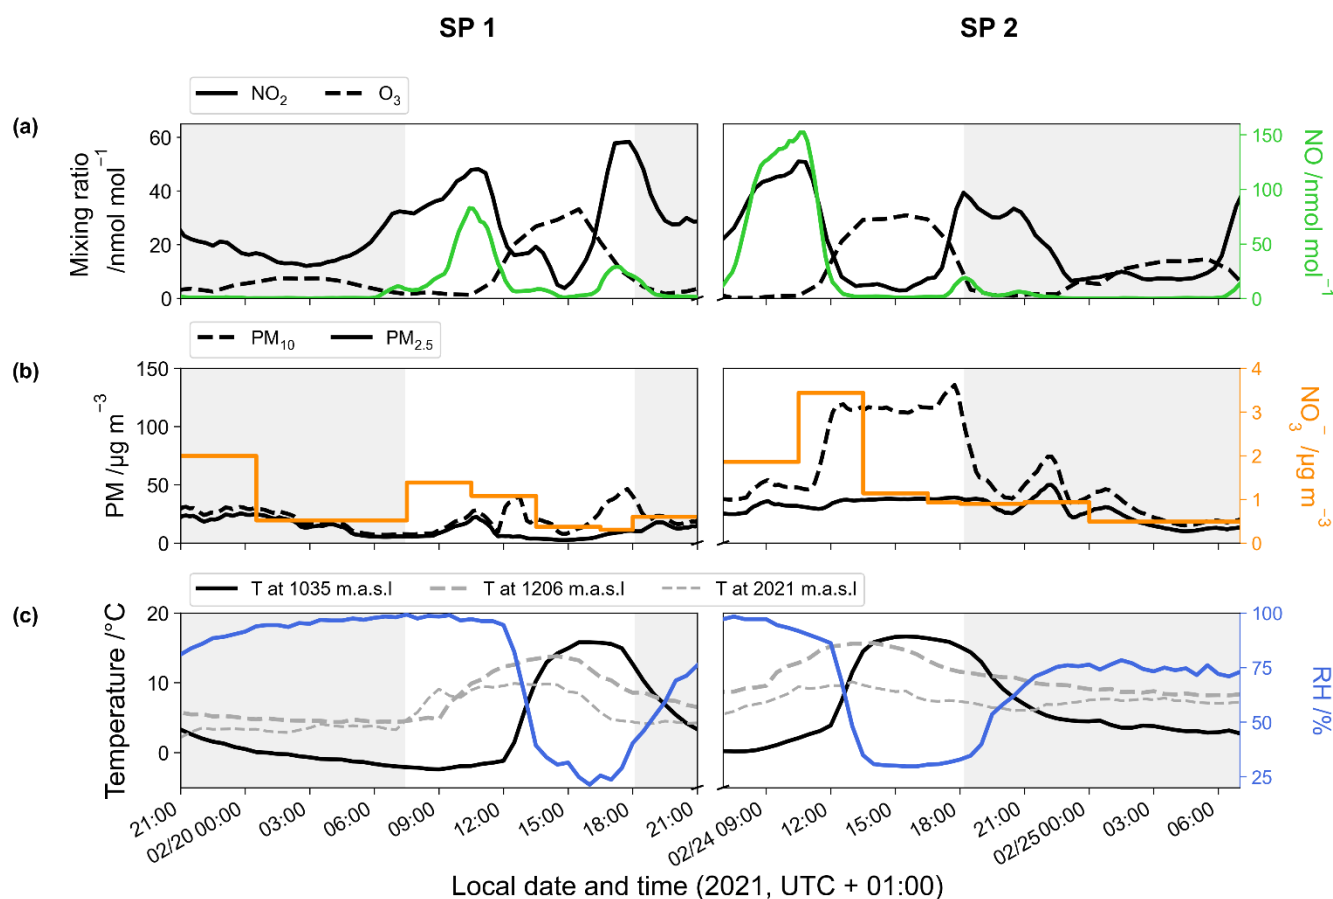 SP 1 SP 2
NO₂ O₃
(a)
60
40
20
0
Mixing ratio
/nmol mol⁻¹
150
100
50
0
NO /nmol mol⁻¹
PM₁₀ PM₂.₅
(b)
150
100
50
0
PM /µg m⁻³
4
3
2
1
0
NO₃⁻ /µg m⁻³
T at 1035 m.a.s.l T at 1206 m.a.s.l T at 2021 m.a.s.l
(c)
20
10
0
Temperature /°C
100
75
50
25
RH /%
21:00 02/20 00:00 03:00 06:00 09:00 12:00 15:00 18:00 21:00 02/24 09:00 12:00 15:00 18:00 21:00 02/25 00:00 03:00 06:00
Local date and time (2021, UTC + 01:00)